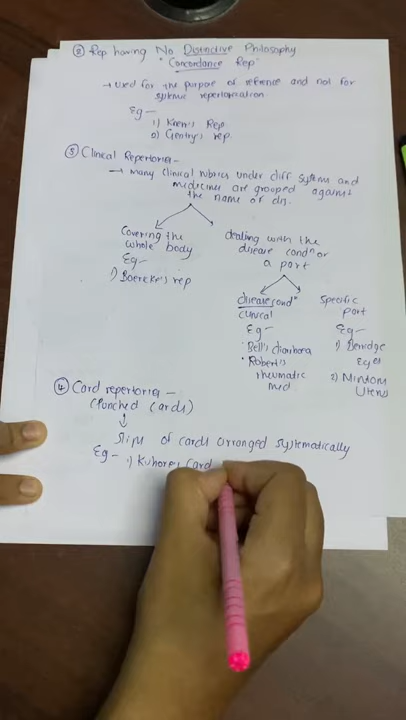 ② Rep having No Distinctive Philosophy
"Concordance Rep"
→ used for the purpose of refrence and not for
systemic repertorisation
Eg -
1) Knerr's Rep
2) Gentry's rep.
③ Clinical Repertories -
→ Many clinical rubrics under diff systems and
medicines are grouped against
the name of dis.
Covering the
whole body
Eg -
1) Boericke's rep
dealing with the
disease condn or
a part
disease condn
clinical
Eg -
• Bell's diarrhoea
• Robert's
rheumatic
med
Specific
part
Eg -
1) Berridge
Eyes
2) Minton
Uterus
④ Card repertories -
(Punched Cards)
Slips of cards arranged systematically
Eg - 1) Kishore's Card